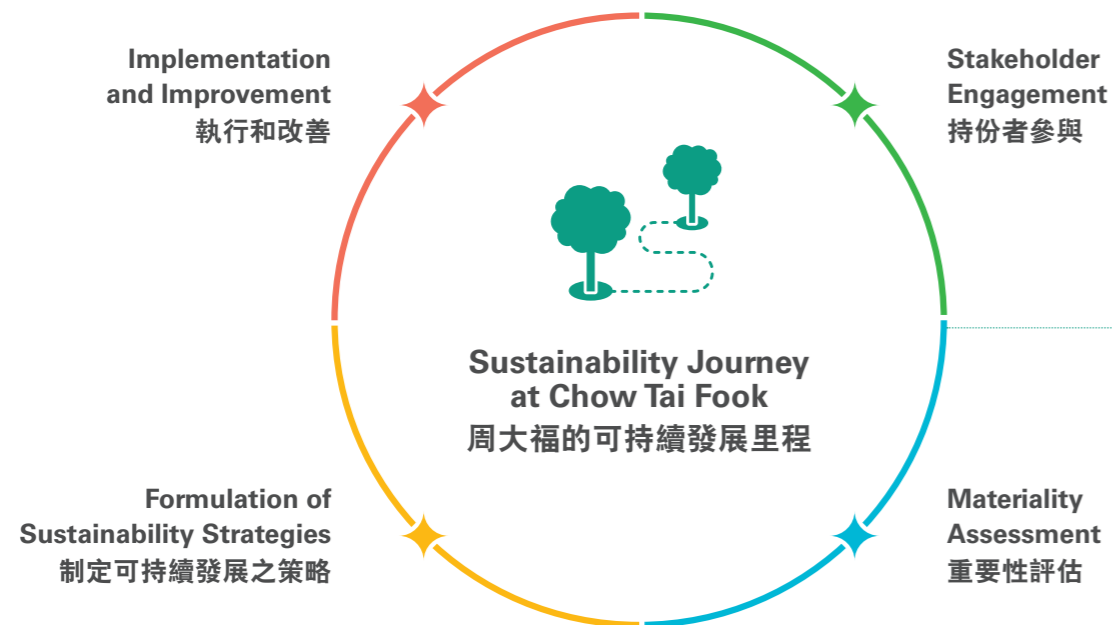 Implementation
and Improvement
執行和改善
Stakeholder
Engagement
持份者參與
Sustainability Journey
at Chow Tai Fook
周大福的可持續發展里程
Formulation of
Sustainability Strategies
制定可持續發展之策略
Materiality
Assessment
重要性評估